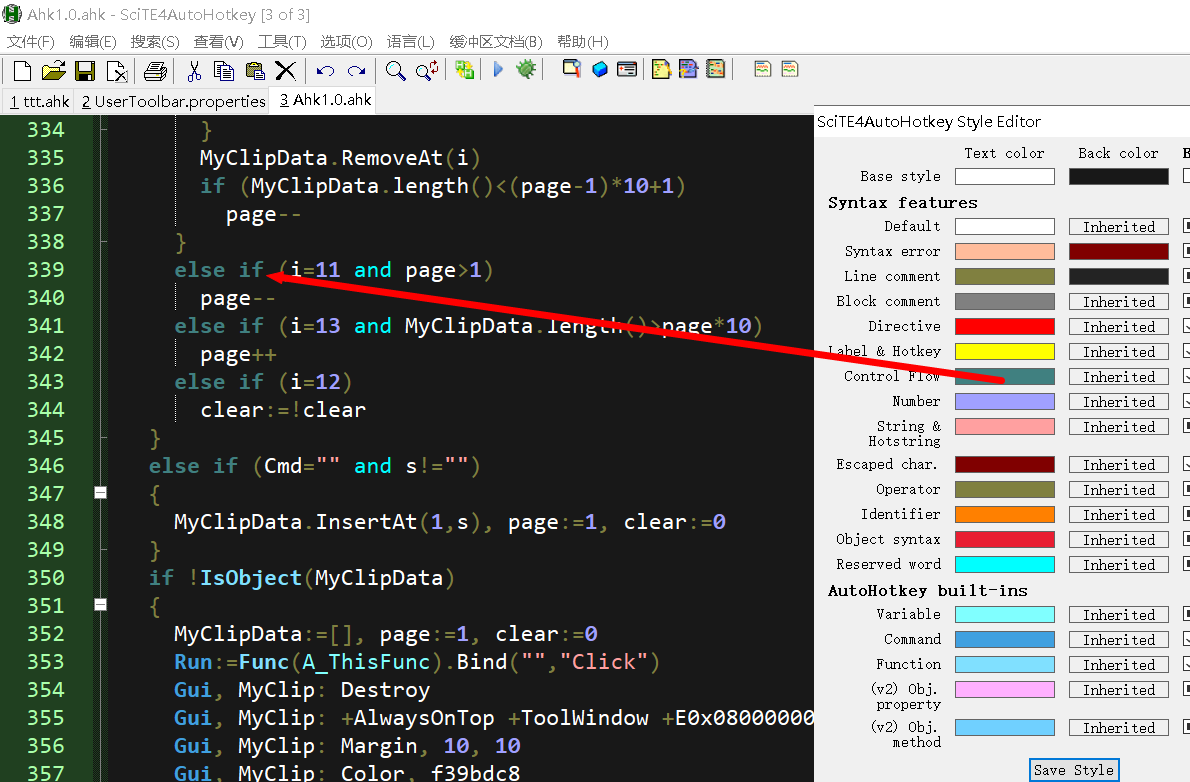 Ahk1.0.ahk - SciTE4AutoHotkey [3 of 3]
文件(F) 编辑(E) 搜索(S) 查看(V) 工具(T) 选项(O) 语言(L) 缓冲区文档(B) 帮助(H)
1 ttt.ahk 2 UserToolbar.properties 3 Ahk1.0.ahk
334 }
335 MyClipData.RemoveAt(i)
336 if (MyClipData.length()<(page-1)*10+1)
337 page--
338 }
339 else if (i=11 and page>1)
340 page--
341 else if (i=13 and MyClipData.length()>page*10)
342 page++
343 else if (i=12)
344 clear:=!clear
345 }
346 else if (Cmd="" and s!="")
347 {
348 MyClipData.InsertAt(1,s), page:=1, clear:=0
349 }
350 if !IsObject(MyClipData)
351 {
352 MyClipData:=[], page:=1, clear:=0
353 Run:=Func(A_ThisFunc).Bind("","Click")
354 Gui, MyClip: Destroy
355 Gui, MyClip: +AlwaysOnTop +ToolWindow +E0x08000000
356 Gui, MyClip: Margin, 10, 10
357 Gui, MyClip: Color, f39bdc8
SciTE4AutoHotkey Style Editor
Text color Back color
Base style
Syntax features
Default Inherited
Syntax error
Line comment
Block comment Inherited
Directive Inherited
Label & Hotkey Inherited
Control Flow Inherited
Number Inherited
String & Inherited
Hotstring
Escaped char. Inherited
Operator Inherited
Identifier Inherited
Object syntax Inherited
Reserved word Inherited
AutoHotkey built-ins
Variable Inherited
Command Inherited
Function Inherited
(v2) Obj. Inherited
property
(v2) Obj. Inherited
method
Save Style